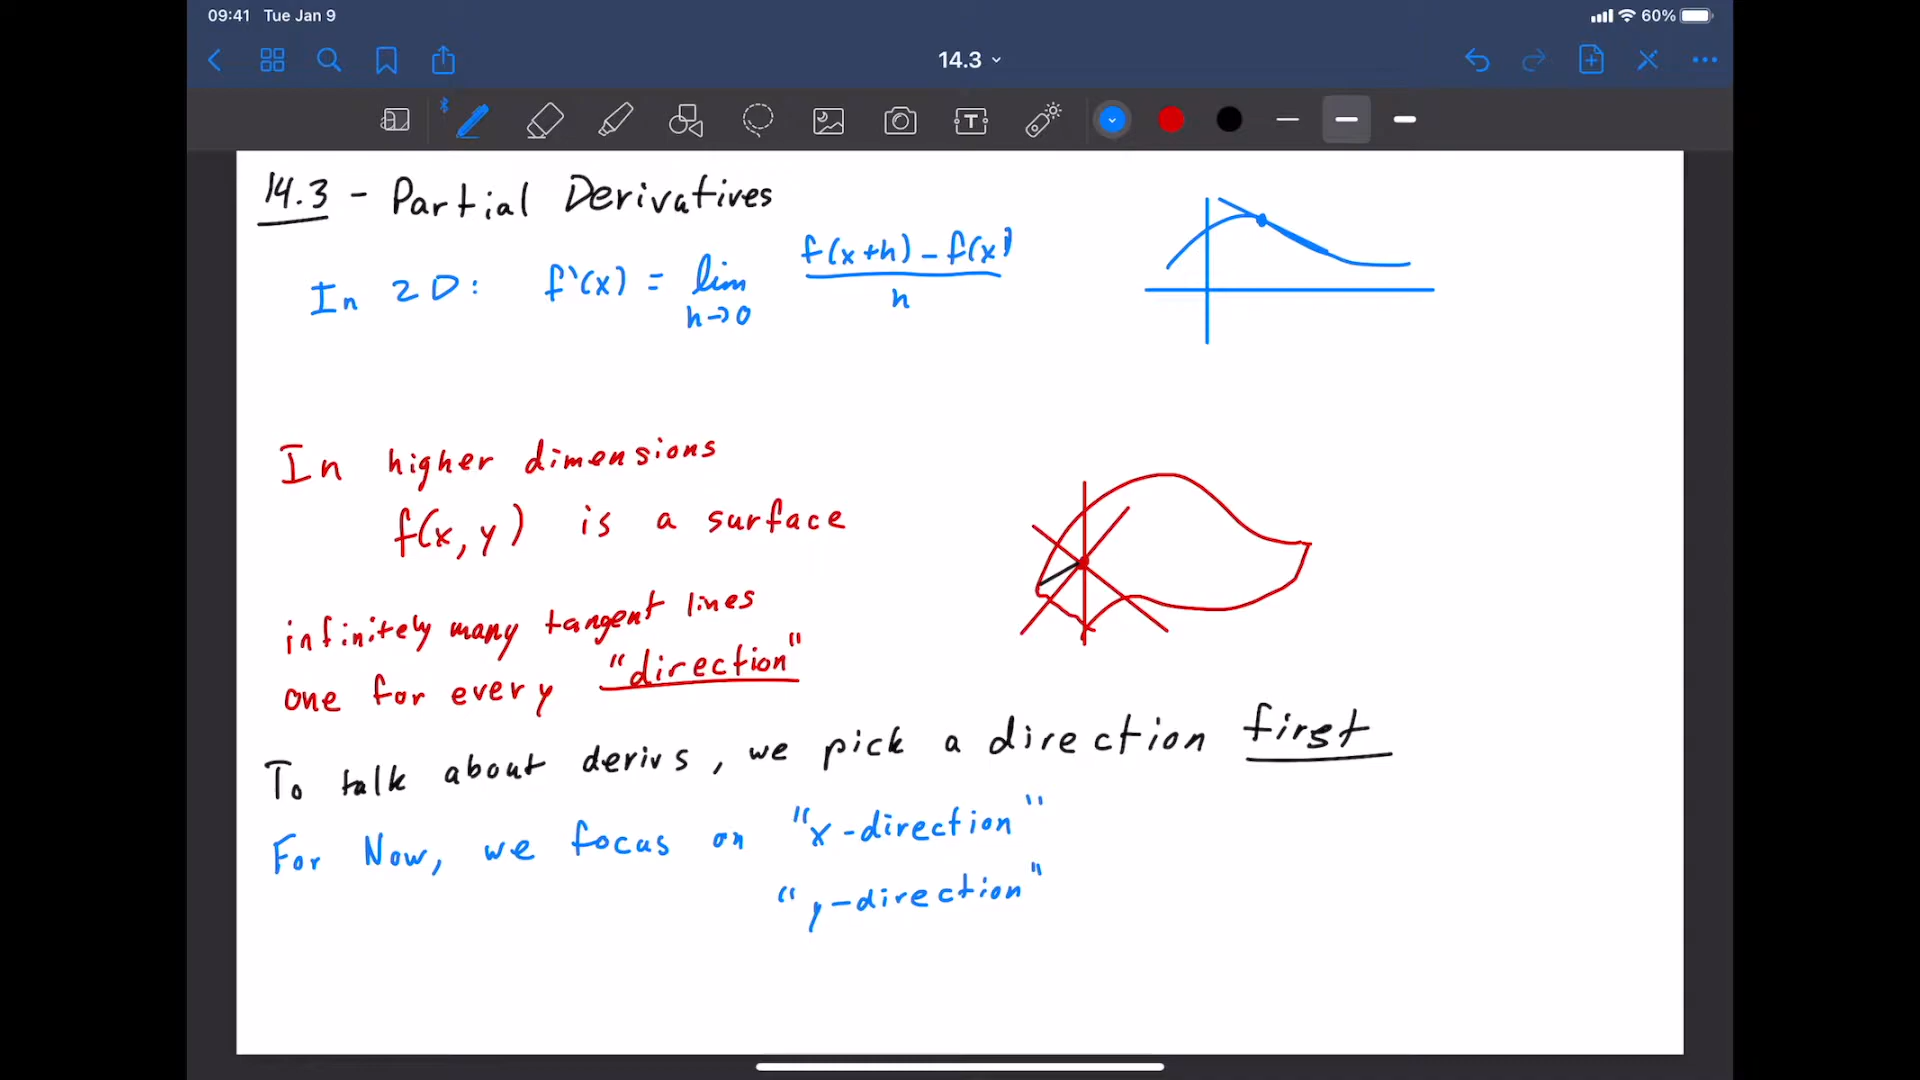 09:41 Tue Jan 9
60%
14.3
14.3 - Partial Derivatives
In 2D: f'(x) = lim h→0 f(x+h) - f(x) / h
In higher dimensions
f(x, y) is a surface
infinitely many tangent lines
one for every "direction"
To talk about derivs, we pick a direction first
For Now, we focus on "x-direction"
"y-direction"